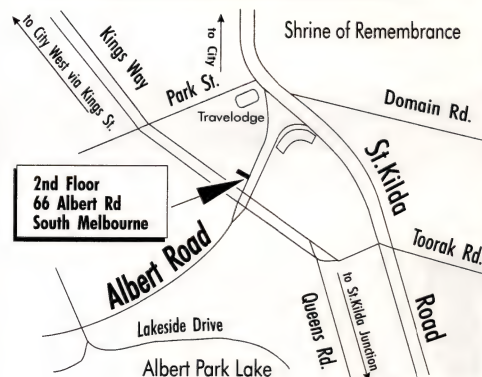 to City West via Kings St.
Kings Way
to City
Shrine of Remembrance
Park St.
Travelodge
Domain Rd.
St.Kilda
Road
2nd Floor
66 Albert Rd
South Melbourne
Albert Road
Toorak Rd.
Queens Rd.
to St.Kilda Junction
Lakeside Drive
Albert Park Lake